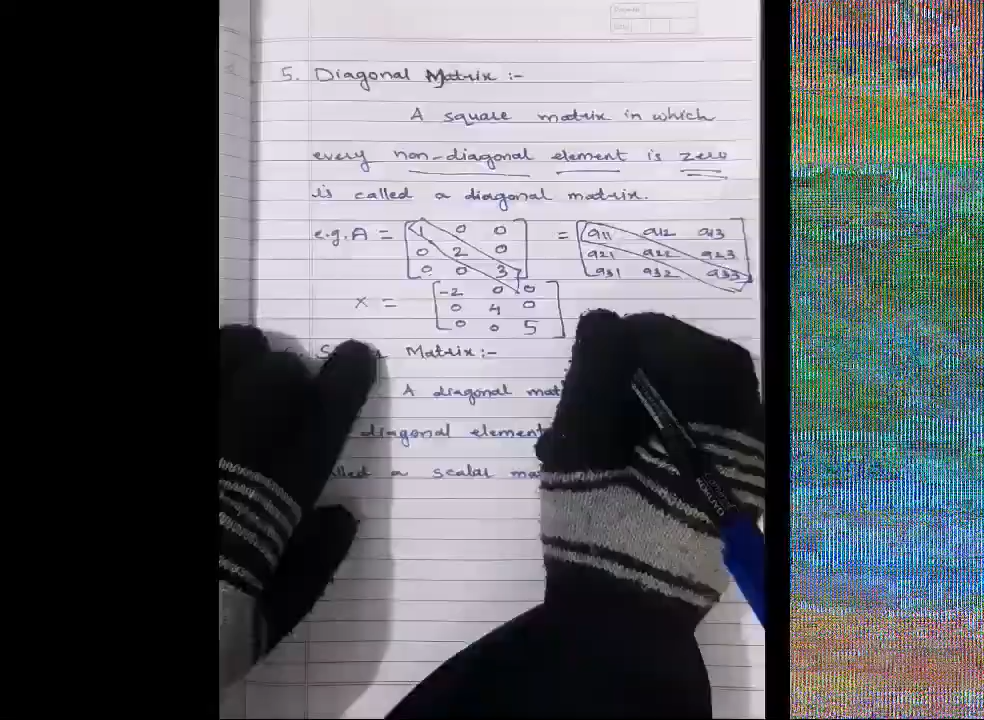 5. Diagonal Matrix :-
A square matrix in which
every non-diagonal element is zero
is called a diagonal matrix.
e.g. A = [1 0 0 = [a11 a12 a13
0 2 0 a21 a22 a23
0 0 3] a31 a32 a33]
X = [-2 0 0
0 4 0
0 0 5]
Matrix :-
A diagonal
diagonal element
a scalar
KOKUYO